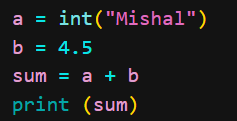 a = int("Mishal")
b = 4.5
sum = a + b
print (sum)